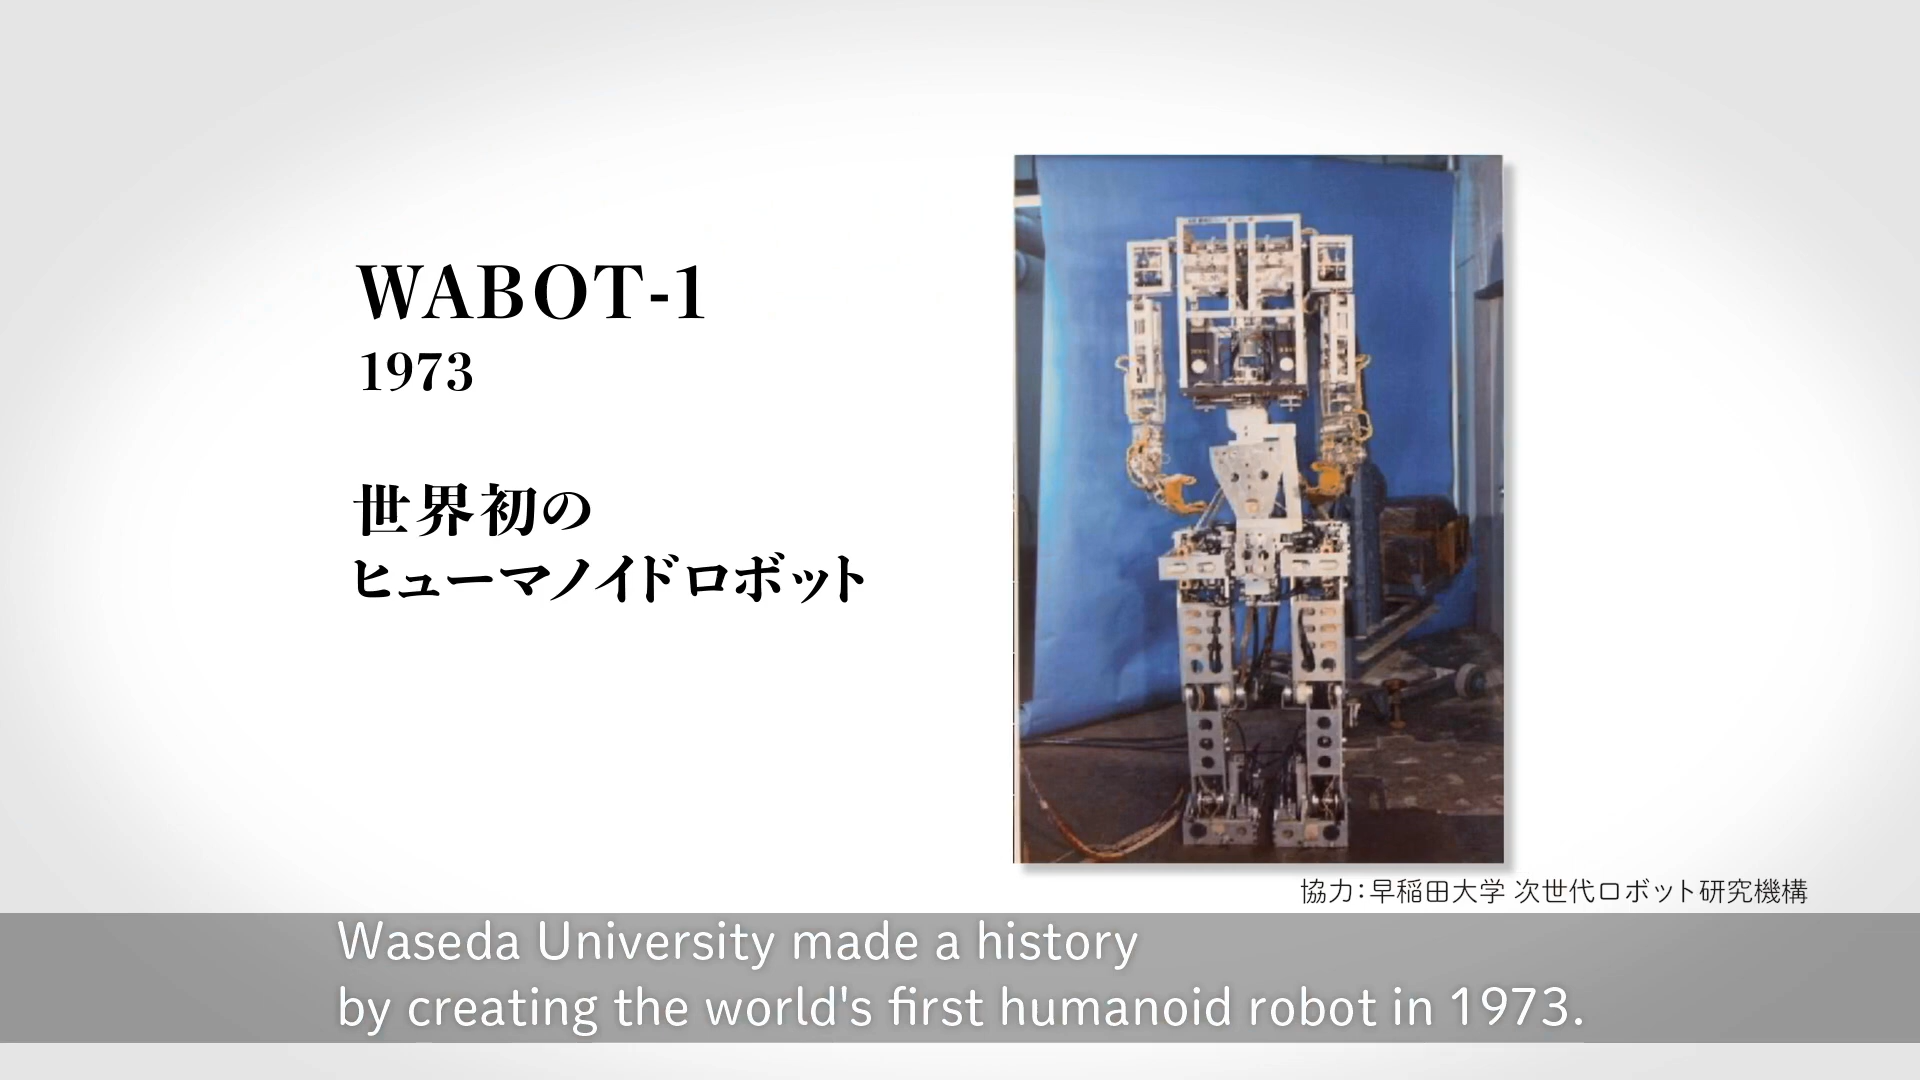 WABOT-1
1973
世界初の
ヒューマノイドロボット
協力：早稲田大学 次世代ロボット研究機構
Waseda University made a history
by creating the world's first humanoid robot in 1973.